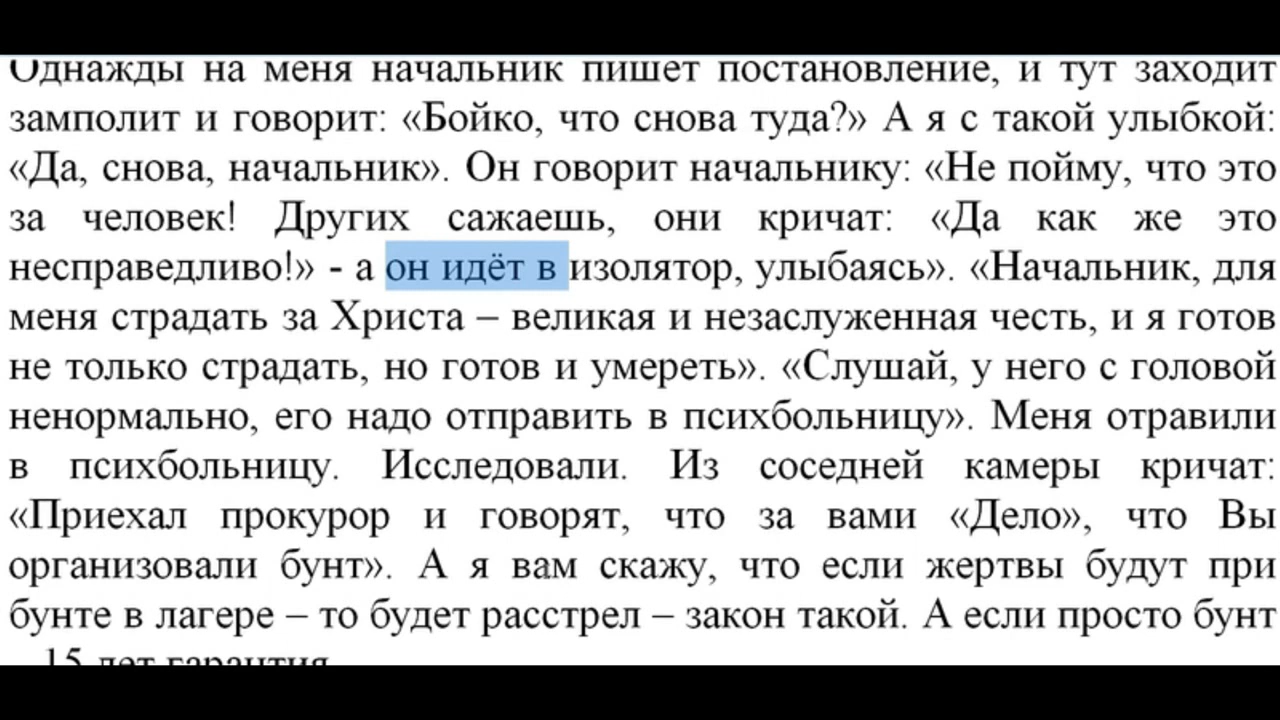 Однажды на меня начальник пишет постановление, и тут заходит
замполит и говорит: «Бойко, что снова туда?» А я с такой улыбкой:
«Да, снова, начальник». Он говорит начальнику: «Не пойму, что это
за человек! Других сажаешь, они кричат: «Да как же это
несправедливо!» - а он идёт в изолятор, улыбаясь». «Начальник, для
меня страдать за Христа – великая и незаслуженная честь, и я готов
не только страдать, но готов и умереть». «Слушай, у него с головой
ненормально, его надо отправить в психбольницу». Меня отравили
в психбольницу. Исследовали. Из соседней камеры кричат:
«Приехал прокурор и говорят, что за вами «Дело», что Вы
организовали бунт». А я вам скажу, что если жертвы будут при
бунте в лагере – то будет расстрел – закон такой. А если просто бунт
15 лет гарантия